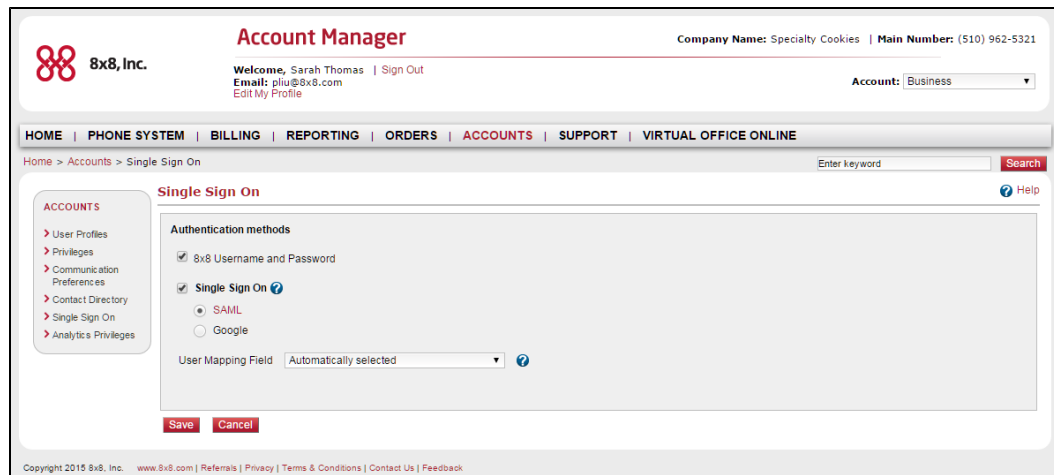 8x8, Inc.
Account Manager
Company Name: Specialty Cookies | Main Number: (510) 962-5321
Welcome, Sarah Thomas | Sign Out
Email: pliu@8x8.com
Edit My Profile
Account: Business
HOME | PHONE SYSTEM | BILLING | REPORTING | ORDERS | ACCOUNTS | SUPPORT | VIRTUAL OFFICE ONLINE
Home > Accounts > Single Sign On
Enter keyword
Search
ACCOUNTS
User Profiles
Privileges
Communication
Preferences
Contact Directory
Single Sign On
Analytics Privileges
Single Sign On
? Help
Authentication methods
8x8 Username and Password
Single Sign On ?
SAML
Google
User Mapping Field Automatically selected ?
Save Cancel
Copyright 2015 8x8, Inc. www.8x8.com | Referrals | Privacy | Terms & Conditions | Contact Us | Feedback